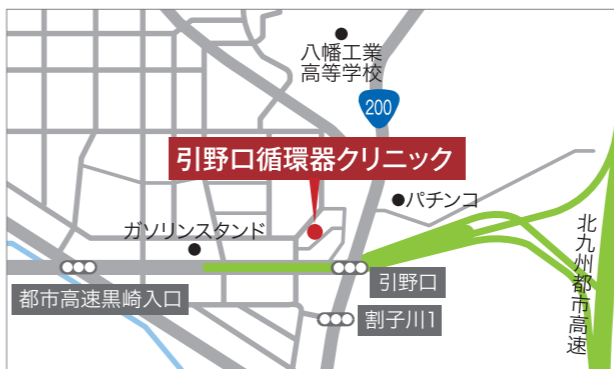 八幡工業
高等学校
200
引野口循環器クリニック
パチンコ
ガソリンスタンド
都市高速黒崎入口
引野口
割子川1
北九州都市高速